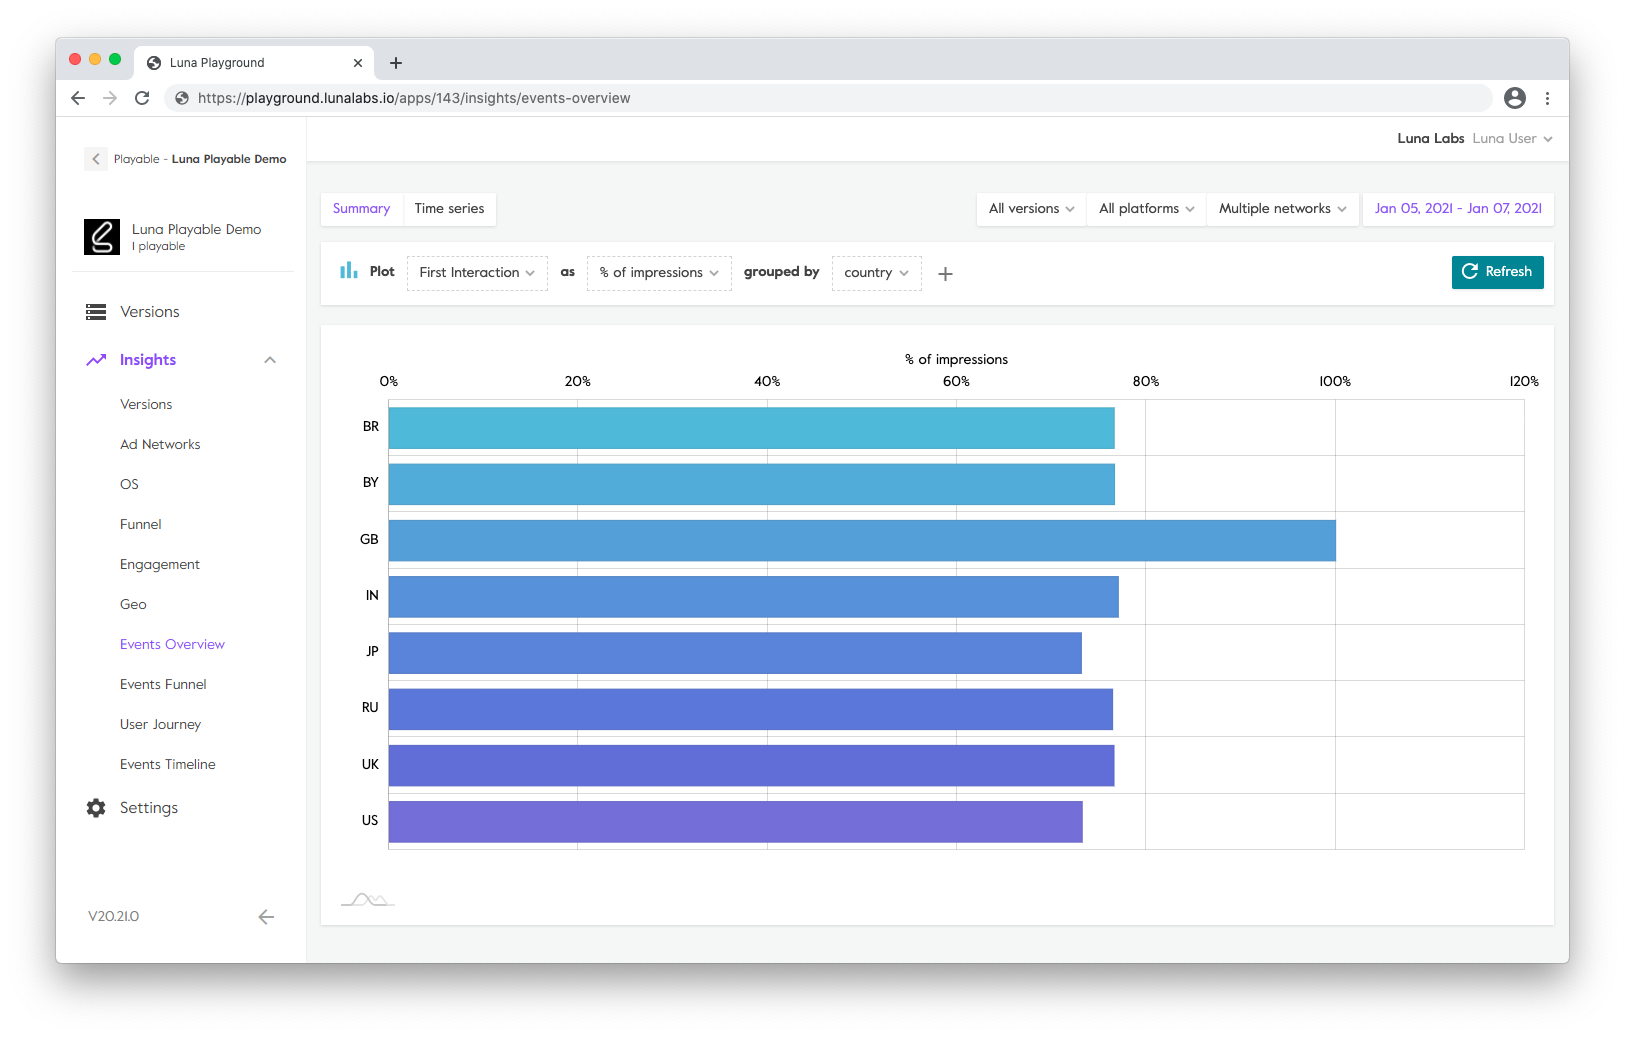 Luna Playground
https://playground.lunalabs.io/apps/143/insights/events-overview
Playable - Luna Playable Demo
Luna Labs Luna User
Luna Playable Demo
1 playable
Summary Time series
All versions All platforms Multiple networks Jan 05, 2021 - Jan 07, 2021
Plot First Interaction as % of impressions grouped by country + Refresh
Versions
Insights
Versions
Ad Networks
OS
Funnel
Engagement
Geo
Events Overview
Events Funnel
User Journey
Events Timeline
Settings
V20.21.0
% of impressions
0% 20% 40% 60% 80% 100% 120%
BR
BY
GB
IN
JP
RU
UK
US